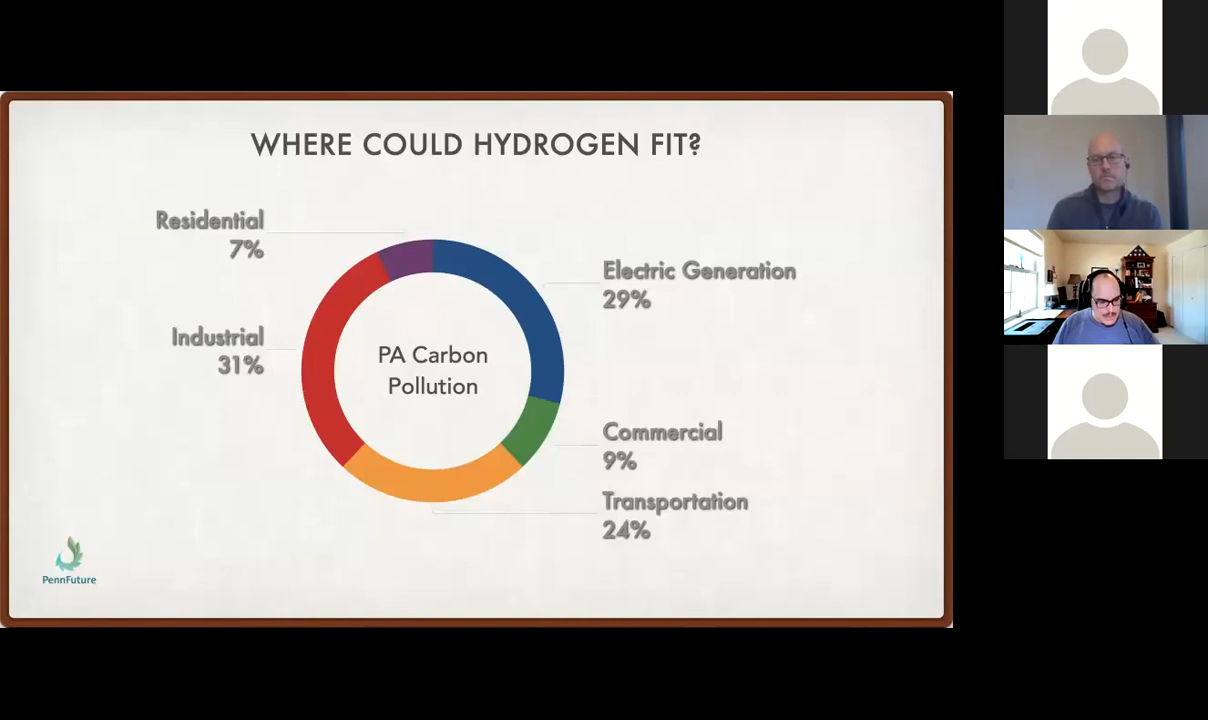 WHERE COULD HYDROGEN FIT?
Residential
7%
Electric Generation
29%
Industrial
31%
PA Carbon
Pollution
Commercial
9%
Transportation
24%
PennFuture